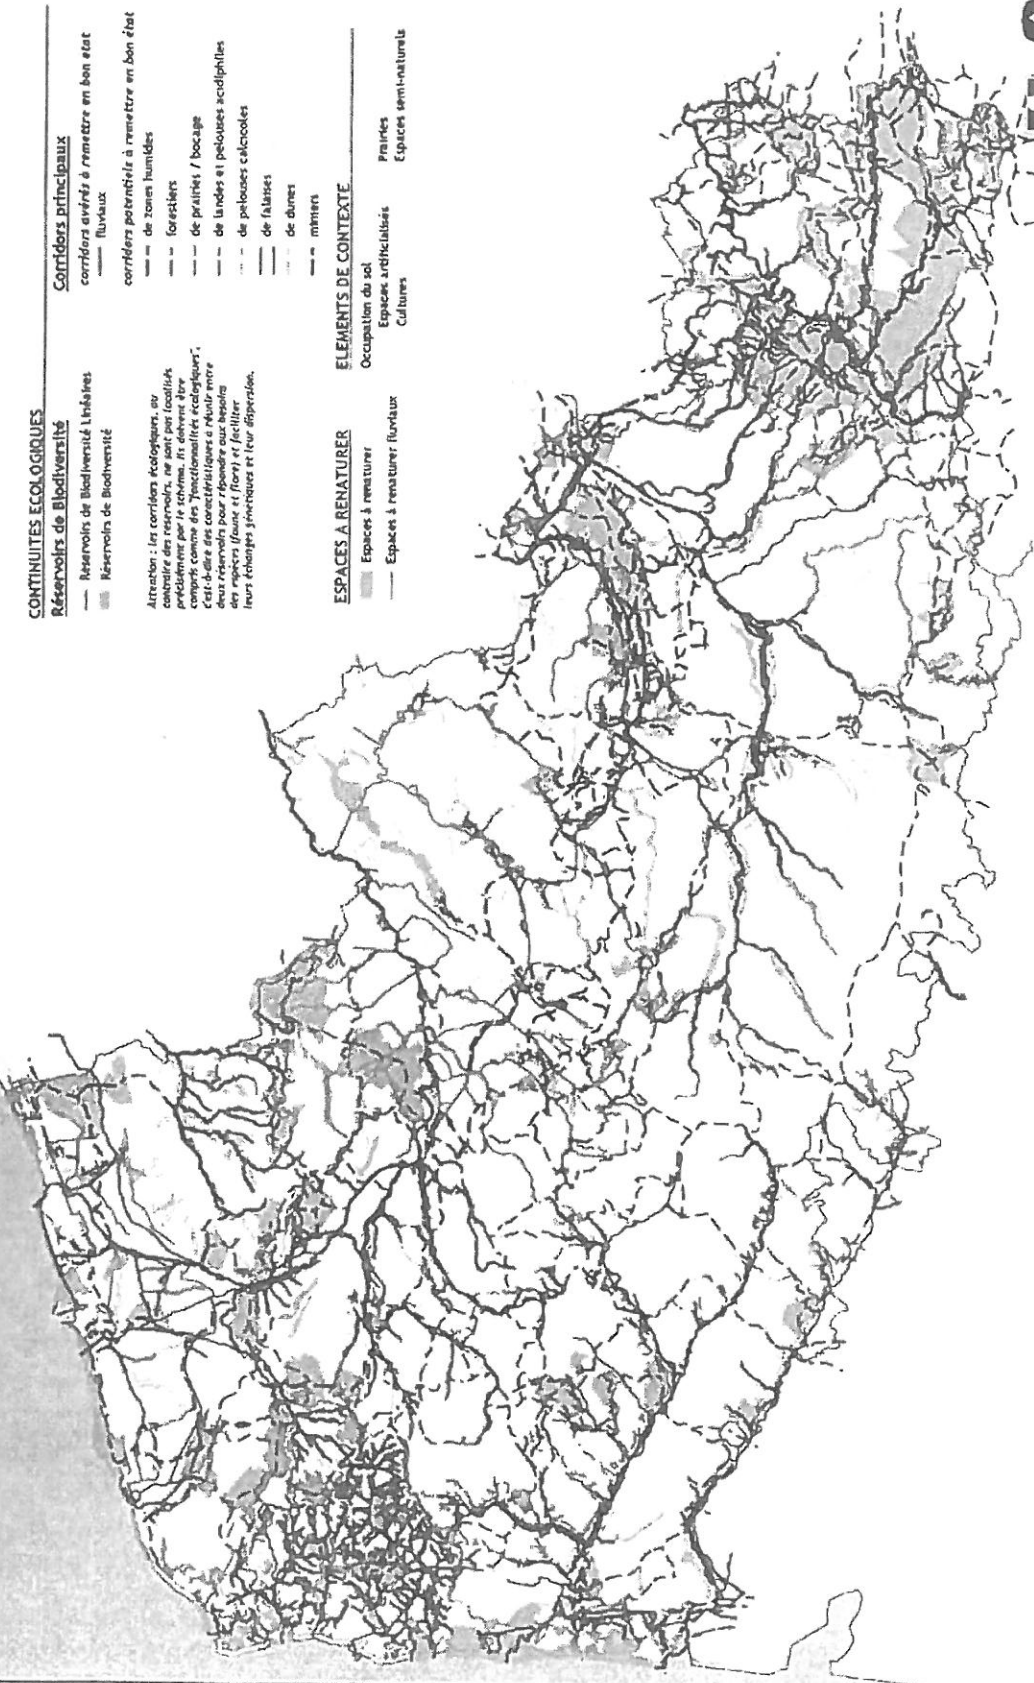 CONTINUITES ECOLOGIQUES
Réservoirs de Biodiversité
Réservoirs de Biodiversité Linéaires
Réservoirs de Biodiversité
Attention : les corridors écologiques, au
contraire des reservoirs, ne sont pas localisés
précisément par le schéma. Ils doivent être
compris comme des "fonctionnalités écologiques",
c'est-à-dire des caractéristiques à réunir entre
deux réservoirs pour répondre aux besoins
des espèces (faune et flore) et faciliter
leurs échanges génétiques et leur dispersion.
Corridors principaux
corridors avérés à remettre en bon etat
fluviaux
corridors potentiels à remettre en bon état
de zones humides
forestiers
de prairies / bocage
de landes et pelouses acidiphiles
de pelouses calcicoles
de falaises
de dunes
miniers
ESPACES A RENATURER
Espaces à renaturer
Espaces à renaturer fluviaux
ELEMENTS DE CONTEXTE
Occupation du sol
Espaces artificialisés
Cultures
Prairies
Espaces semi-naturels